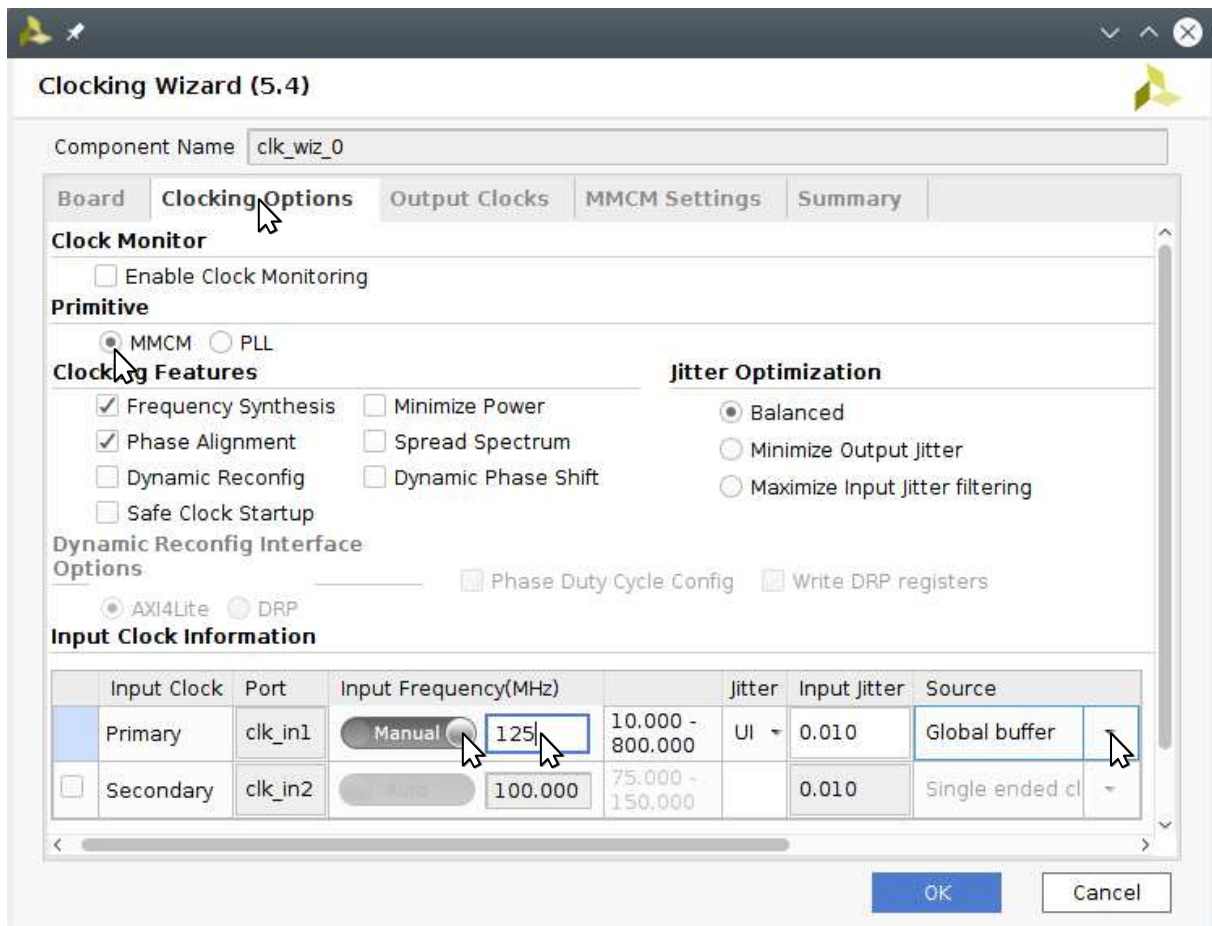 Clocking Wizard (5.4)
Component Name clk_wiz_0
Board Clocking Options Output Clocks MMCM Settings Summary
Clock Monitor
Enable Clock Monitoring
Primitive
MMCM PLL
Clocking Features Jitter Optimization
Frequency Synthesis Minimize Power Balanced
Phase Alignment Spread Spectrum Minimize Output Jitter
Dynamic Reconfig Dynamic Phase Shift Maximize Input Jitter filtering
Safe Clock Startup
Dynamic Reconfig Interface
Options
Phase Duty Cycle Config Write DRP registers
AXI4Lite DRP
Input Clock Information
Input Clock Port Input Frequency(MHz) Jitter Input Jitter Source
Primary clk_in1 Manual 125 10.000 - 800.000 UI 0.010 Global buffer
Secondary clk_in2 Auto 100.000 75.000 - 150.000 0.010 Single ended cl
OK Cancel